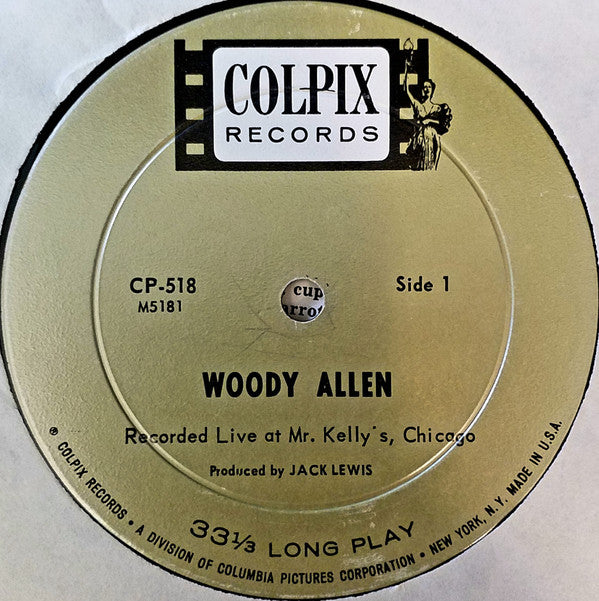 COLPIX
RECORDS
CP-518
Side 1
M5181
cup
WOODY ALLEN
Recorded Live at Mr. Kelly's, Chicago
Produced by JACK LEWIS
33⅓ LONG PLAY
® COLPIX RECORDS • A DIVISION OF COLUMBIA PICTURES CORPORATION • NEW YORK, N.Y. MADE IN U.S.A.